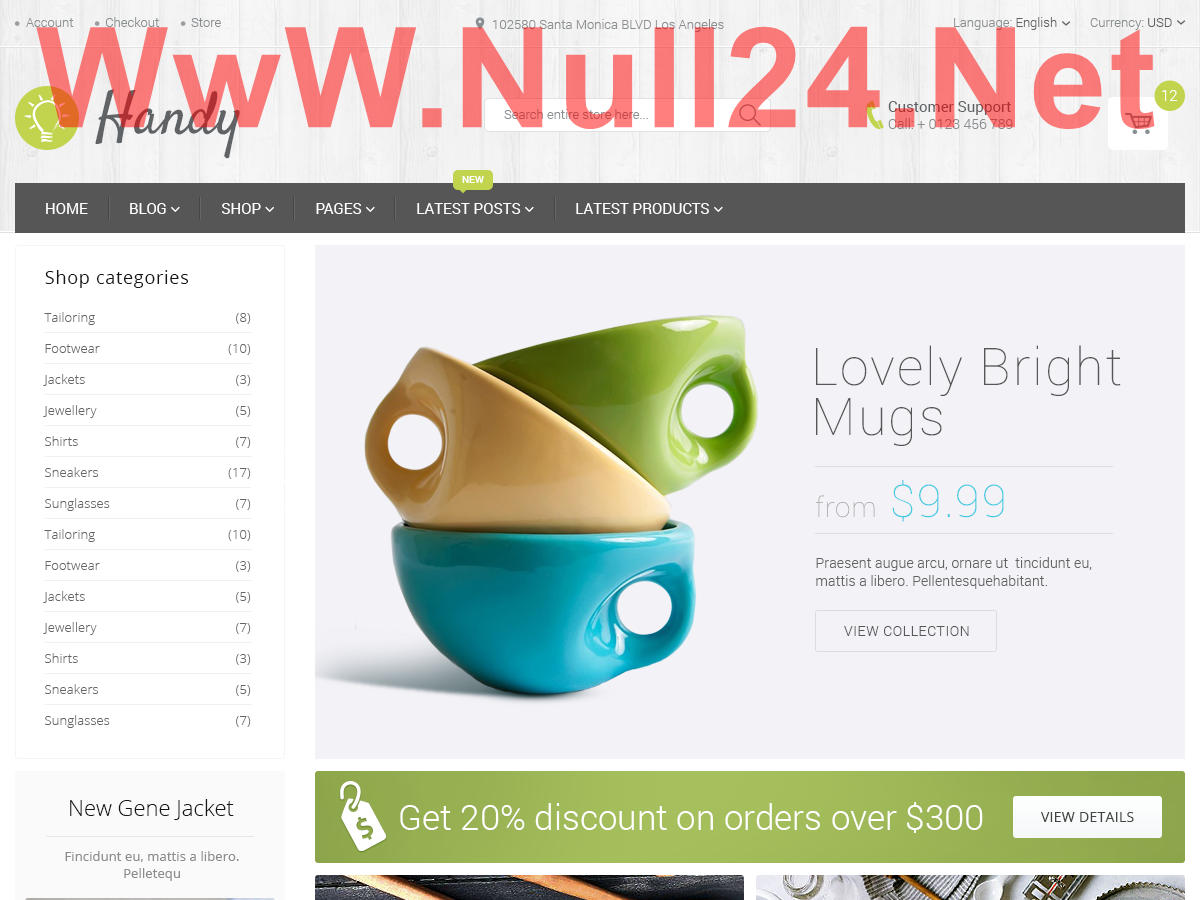 Account Checkout Store 102580 Santa Monica BLVD Los Angeles Language: English Currency: USD
WwW.Null24.Net
Handy Search entire store here... Customer Support 12
Call: + 0123 456 789
NEW
HOME BLOG SHOP PAGES LATEST POSTS LATEST PRODUCTS
Shop categories
Tailoring (8)
Footwear (10)
Jackets (3)
Jewellery (5)
Shirts (7)
Sneakers (17)
Sunglasses (7)
Tailoring (10)
Footwear (3)
Jackets (5)
Jewellery (7)
Shirts (3)
Sneakers (5)
Sunglasses (7)
Lovely Bright
Mugs
from $9.99
Praesent augue arcu, ornare ut tincidunt eu,
mattis a libero. Pellentesquehabitant.
VIEW COLLECTION
New Gene Jacket
Fincidunt eu, mattis a libero.
Pelletequ
Get 20% discount on orders over $300
VIEW DETAILS